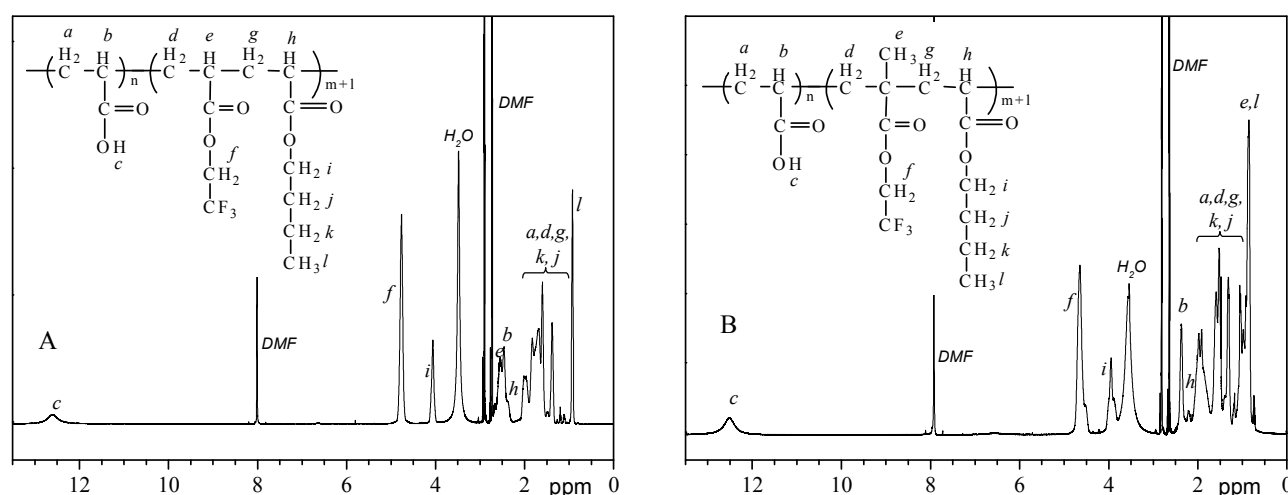 a b d e g h
H2 H H2 H H2 H
C C n C C C C m+1
C=O C=O C=O
OH O O
c f
CH2 CH2 i
CF3 CH2 j
CH2 k
CH3 l
DMF
H2O
a,d,g,
k, j
l
f
A
DMF
i
b
e
h
c
12 10 8 6 4 2 ppm 0
e
a b d CH3 g h
H2 H H2 H2 H
C C n C C C C m+1
C=O C=O C=O
OH O O
c f
CH2 CH2 i
CF3 CH2 j
CH2 k
CH3 l
DMF
e,l
a,d,g,
k, j
H2O
f
b
B
DMF
i
h
c
12 10 8 6 4 2 ppm 0